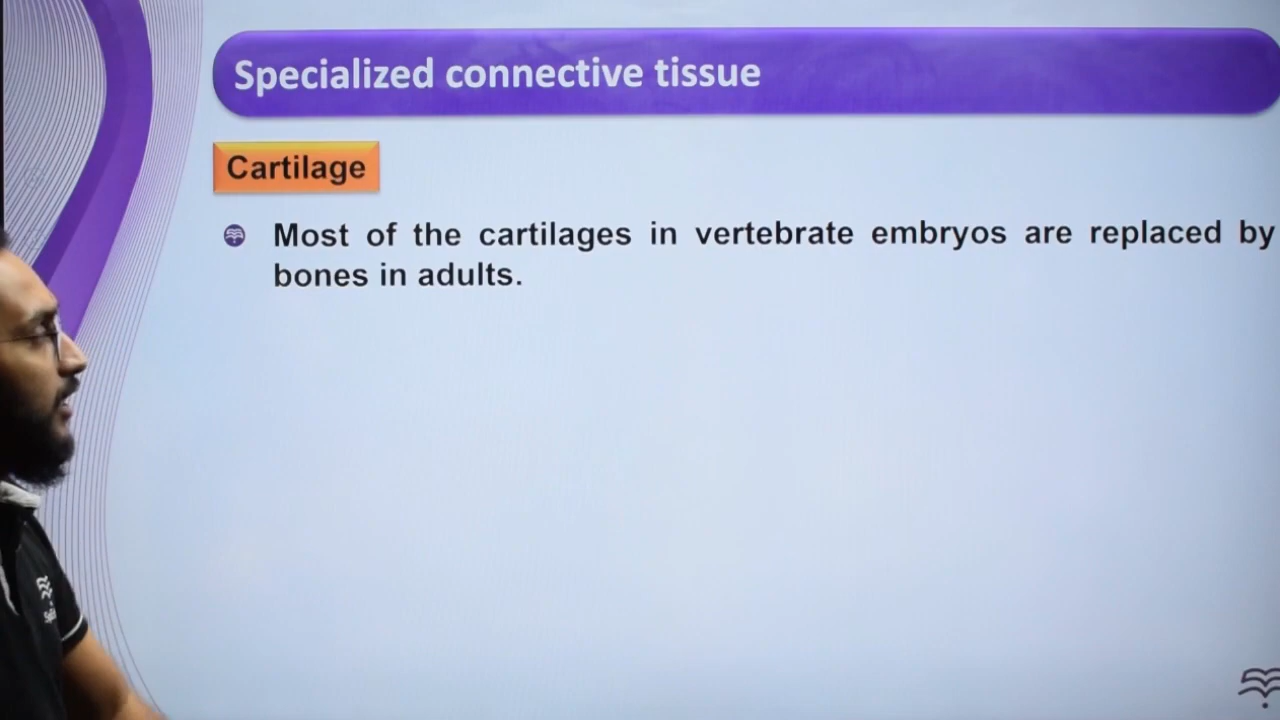 Specialized connective tissue
Cartilage
Most of the cartilages in vertebrate embryos are replaced by
bones in adults.